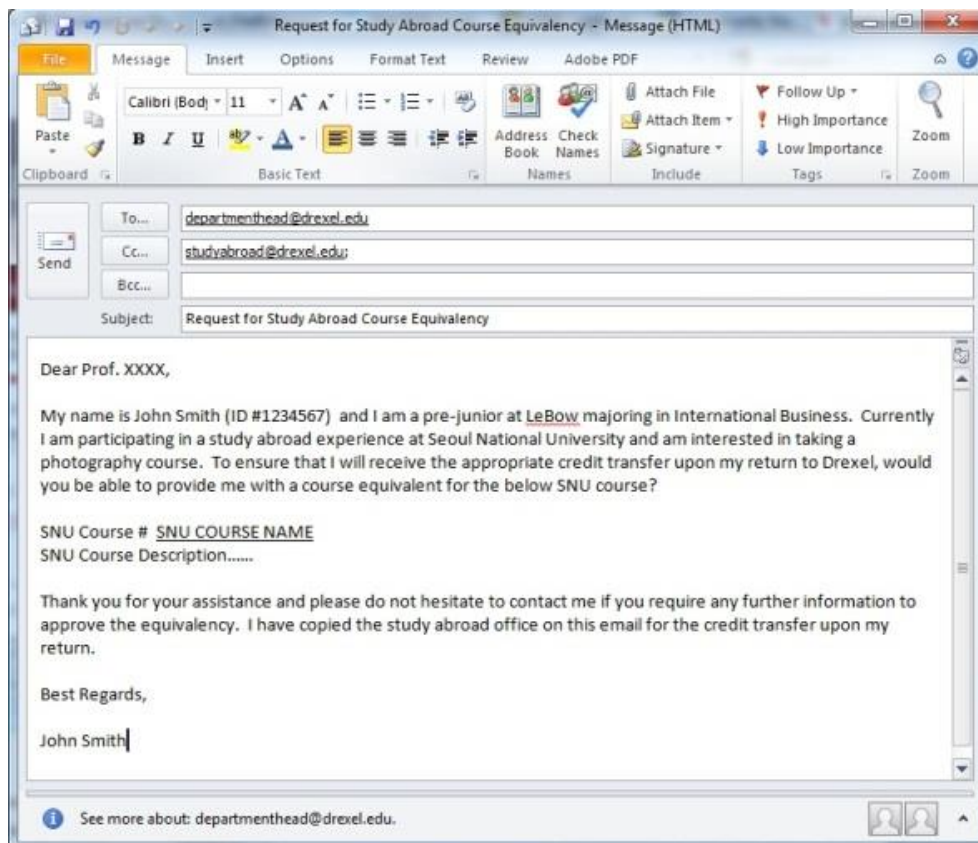 Request for Study Abroad Course Equivalency - Message (HTML)
File Message Insert Options Format Text Review Adobe PDF
Paste
Calibri (Body 11
B I U
Address Book
Check Names
Attach File
Attach Item
Signature
Follow Up
High Importance
Low Importance
Zoom
Clipboard Basic Text Names Include Tags Zoom
Send
To... departmenthead@drexel.edu
Cc... studyabroad@drexel.edu;
Bcc...
Subject: Request for Study Abroad Course Equivalency
Dear Prof. XXXX,
My name is John Smith (ID #1234567) and I am a pre-junior at LeBow majoring in International Business. Currently
I am participating in a study abroad experience at Seoul National University and am interested in taking a
photography course. To ensure that I will receive the appropriate credit transfer upon my return to Drexel, would
you be able to provide me with a course equivalent for the below SNU course?
SNU Course # SNU COURSE NAME
SNU Course Description......
Thank you for your assistance and please do not hesitate to contact me if you require any further information to
approve the equivalency. I have copied the study abroad office on this email for the credit transfer upon my
return.
Best Regards,
John Smith
See more about: departmenthead@drexel.edu.